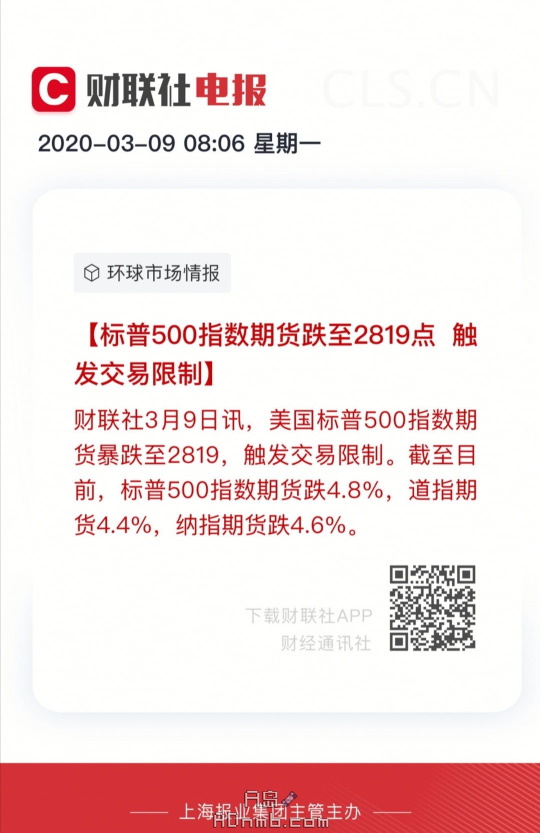 C 财联社电报
CLS.CN
2020-03-09 08:06 星期一
环球市场情报
【标普500指数期货跌至2819点 触
发交易限制】
财联社3月9日讯，美国标普500指数期
货暴跌至2819，触发交易限制。截至目
前，标普500指数期货跌4.8%，道指期
货4.4%，纳指期货跌4.6%。
下载财联社APP
财经通讯社
上海报业集团主管主办
A岛
ADnmb.com